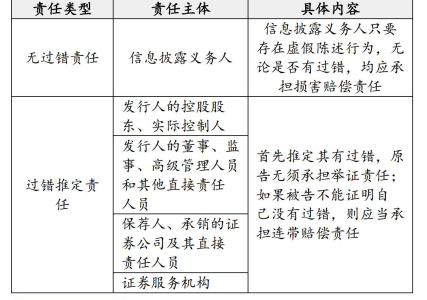 责任类型 责任主体 具体内容
无过错责任
信息披露义务人
信息披露义务人只要
存在虚假陈述行为，无
论是否有过错，均应承
担损害赔偿责任
过错推定责
任
发行人的控股股
东、实际控制人
发行人的董事、监
事、高级管理人员
和其他直接责任
人员
保荐人、承销的证
券公司及其直接
责任人员
证券服务机构
首先推定其有过错，原
告无须承担举证责任；
如果被告不能证明自
己没有过错，则应当承
担连带赔偿责任